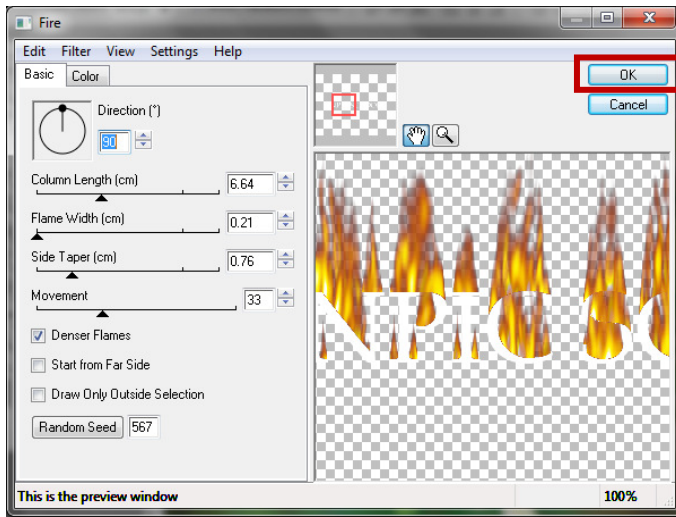 Fire
Edit Filter View Settings Help
Basic Color
OK
Cancel
Direction (°)
90
Column Length (cm) 6.64
Flame Width (cm) 0.21
Side Taper (cm) 0.76
Movement 33
NPIC SO
Denser Flames
Start from Far Side
Draw Only Outside Selection
Random Seed 567
This is the preview window 100%